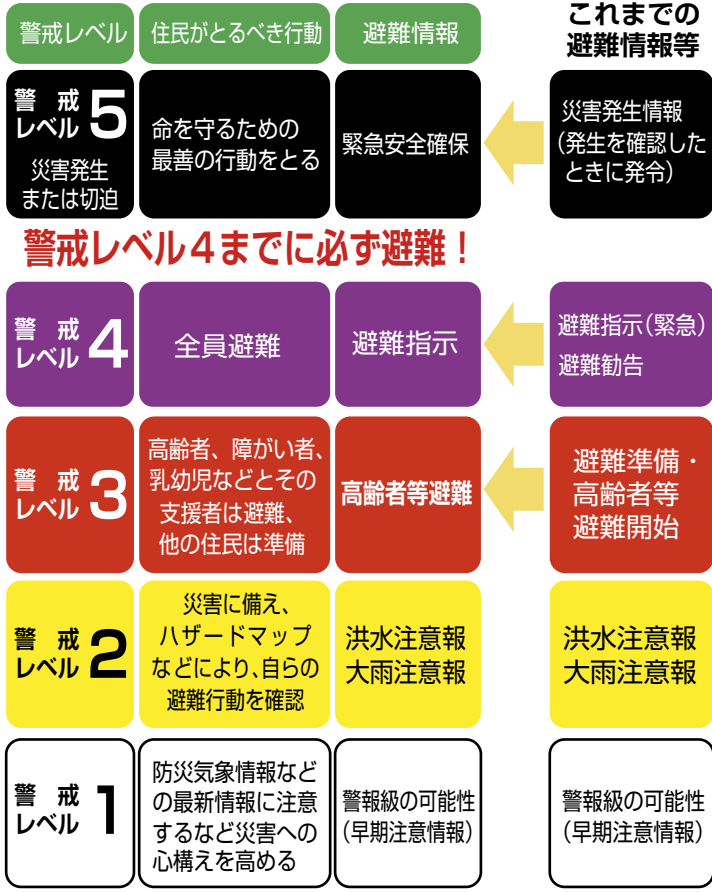 警戒レベル
住民がとるべき行動
避難情報
これまでの
避難情報等
警戒
レベル5
災害発生
または切迫
命を守るための
最善の行動をとる
緊急安全確保
災害発生情報
(発生を確認した
ときに発令)
警戒レベル4までに必ず避難！
警戒
レベル4
全員避難
避難指示
避難指示(緊急)
避難勧告
警戒
レベル3
高齢者、障がい者、
乳幼児などとその
支援者は避難、
他の住民は準備
高齢者等避難
避難準備・
高齢者等
避難開始
警戒
レベル2
災害に備え、
ハザードマップ
などにより、自らの
避難行動を確認
洪水注意報
大雨注意報
洪水注意報
大雨注意報
警戒
レベル1
防災気象情報など
の最新情報に注意
するなど災害への
心構えを高める
警報級の可能性
(早期注意情報)
警報級の可能性
(早期注意情報)